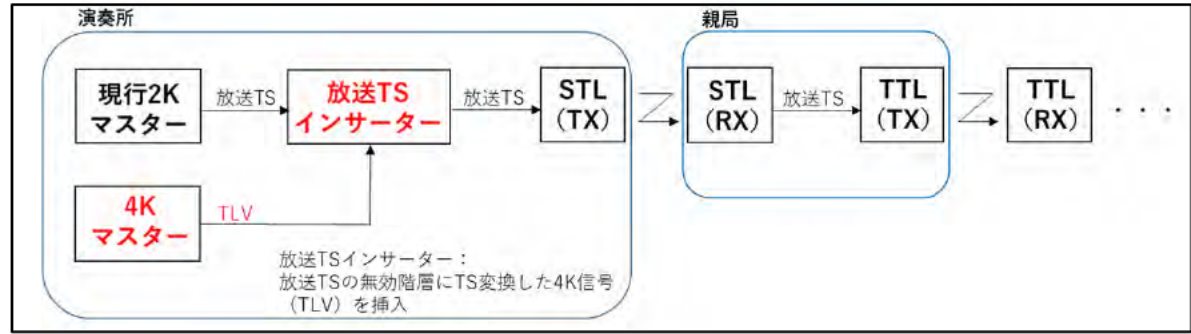 演奏所
親局
現行2K
マスター
放送TS
放送TS
インサーター
放送TS
STL
(TX)
STL
(RX)
放送TS
TTL
(TX)
TTL
(RX)
・・・
4K
マスター
TLV
放送TSインサーター：
放送TSの無効階層にTS変換した4K信号
（TLV）を挿入